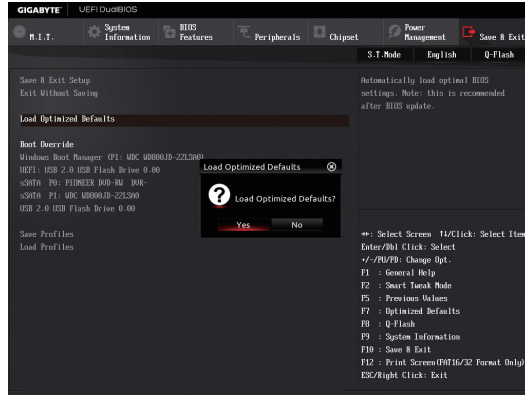 GIGABYTE UEFI DualBIOS
M.I.T.
System Information
BIOS Features
Peripherals
Chipset
Power Management
Save & Exit
S.T.Mode English Q-Flash
Save & Exit Setup
Exit Without Saving
Load Optimized Defaults
Boot Override
Windows Boot Manager (P1: WDC WD800JD-22LSA0)
UEFI: USB 2.0 USB Flash Drive 0.00
sSATA P0: PIONEER DVD-RW DVR-
sSATA P1: WDC WD800JD-22LSA0
USB 2.0 USB Flash Drive 0.00
Save Profiles
Load Profiles
Load Optimized Defaults
Load Optimized Defaults?
Yes No
Automatically load optimal BIOS
settings. Note: this is recommended
after BIOS update.
→←: Select Screen ↑↓/Click: Select Item
Enter/Dbl Click: Select
+/-/PU/PD: Change Opt.
F1 : General Help
F2 : Smart Tweak Mode
F5 : Previous Values
F7 : Optimized Defaults
F8 : Q-Flash
F9 : System Information
F10 : Save & Exit
F12 : Print Screen(FAT16/32 Format Only)
ESC/Right Click: Exit